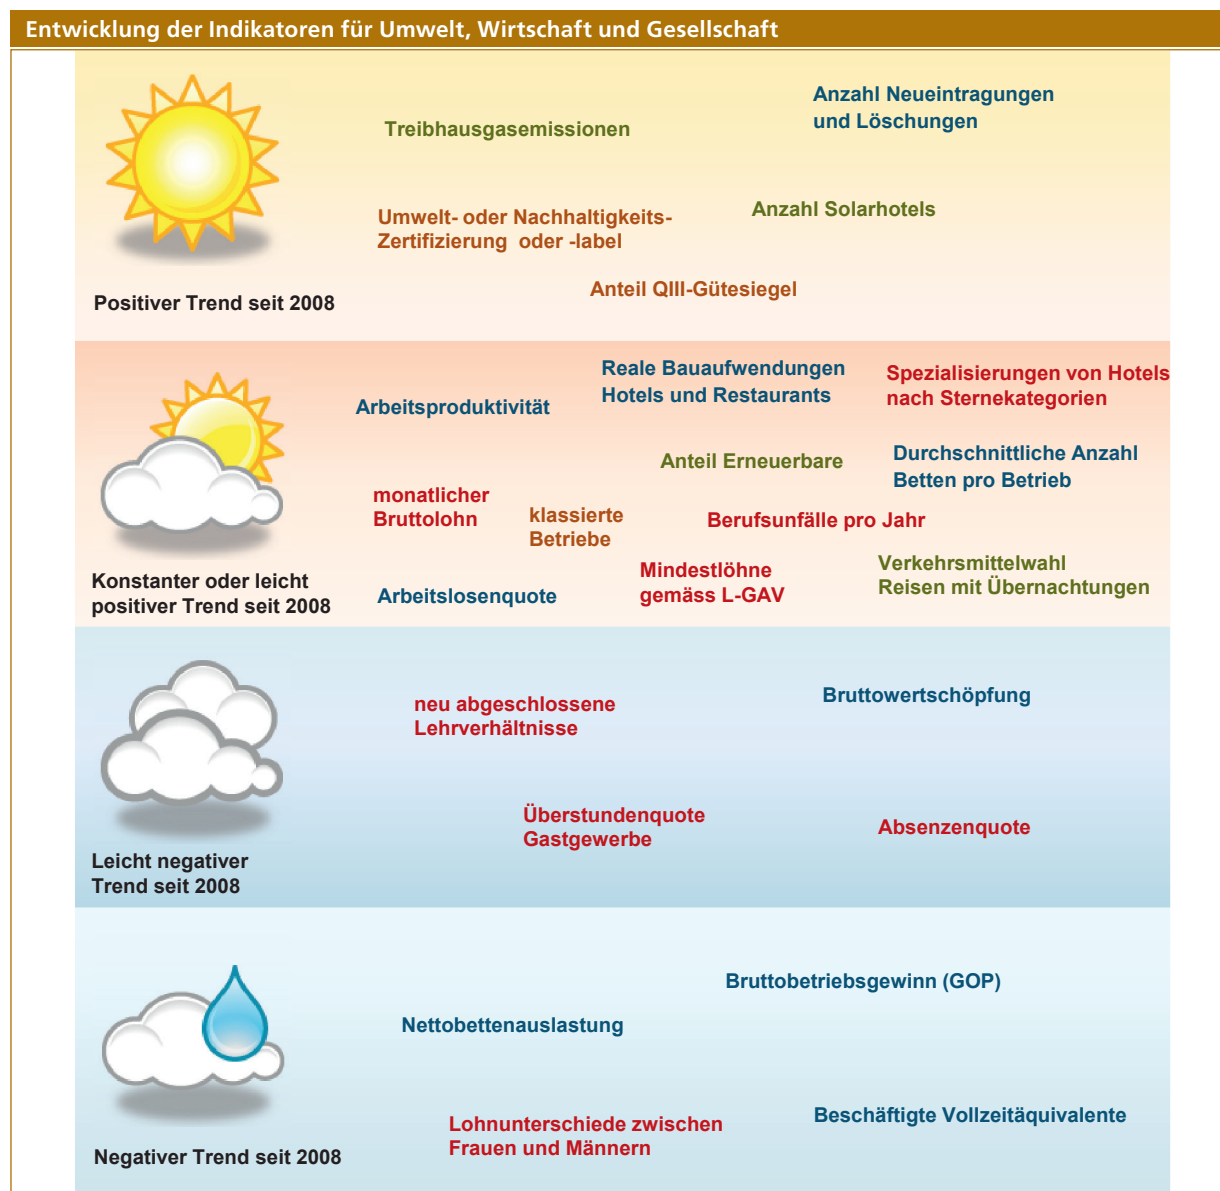 Entwicklung der Indikatoren für Umwelt, Wirtschaft und Gesellschaft
Anzahl Neueintragungen
und Löschungen
Treibhausgasemissionen
Anzahl Solarhotels
Umwelt- oder Nachhaltigkeits-
Zertifizierung oder -label
Anteil QIII-Gütesiegel
Positiver Trend seit 2008
Reale Bauaufwendungen
Hotels und Restaurants
Spezialisierungen von Hotels
nach Sternekategorien
Arbeitsproduktivität
Anteil Erneuerbare
Durchschnittliche Anzahl
Betten pro Betrieb
monatlicher
Bruttolohn
klassierte
Betriebe
Berufsunfälle pro Jahr
Mindestlöhne
gemäss L-GAV
Verkehrsmittelwahl
Reisen mit Übernachtungen
Arbeitslosenquote
Konstanter oder leicht
positiver Trend seit 2008
neu abgeschlossene
Lehrverhältnisse
Bruttowertschöpfung
Überstundenquote
Gastgewerbe
Absenzenquote
Leicht negativer
Trend seit 2008
Bruttobetriebsgewinn (GOP)
Nettobettenauslastung
Lohnunterschiede zwischen
Frauen und Männern
Beschäftigte Vollzeitäquivalente
Negativer Trend seit 2008